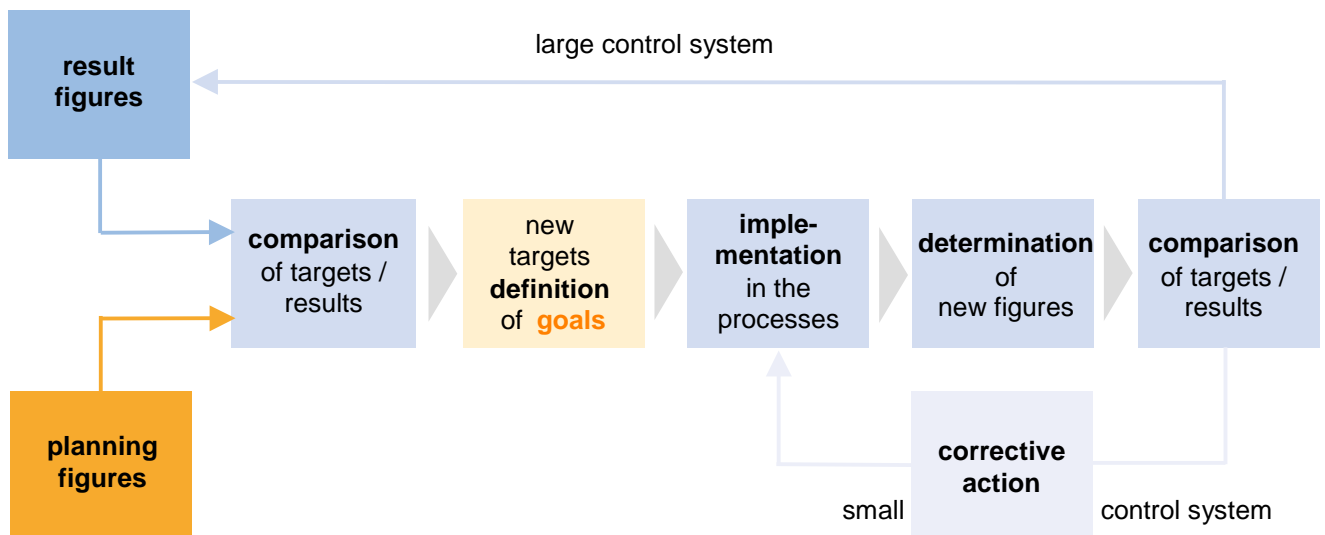 large control system
result
figures
comparison
of targets /
results
new
targets
definition
of goals
imple-
mentation
in the
processes
determination
of
new figures
comparison
of targets /
results
planning
figures
corrective
action
small
control system